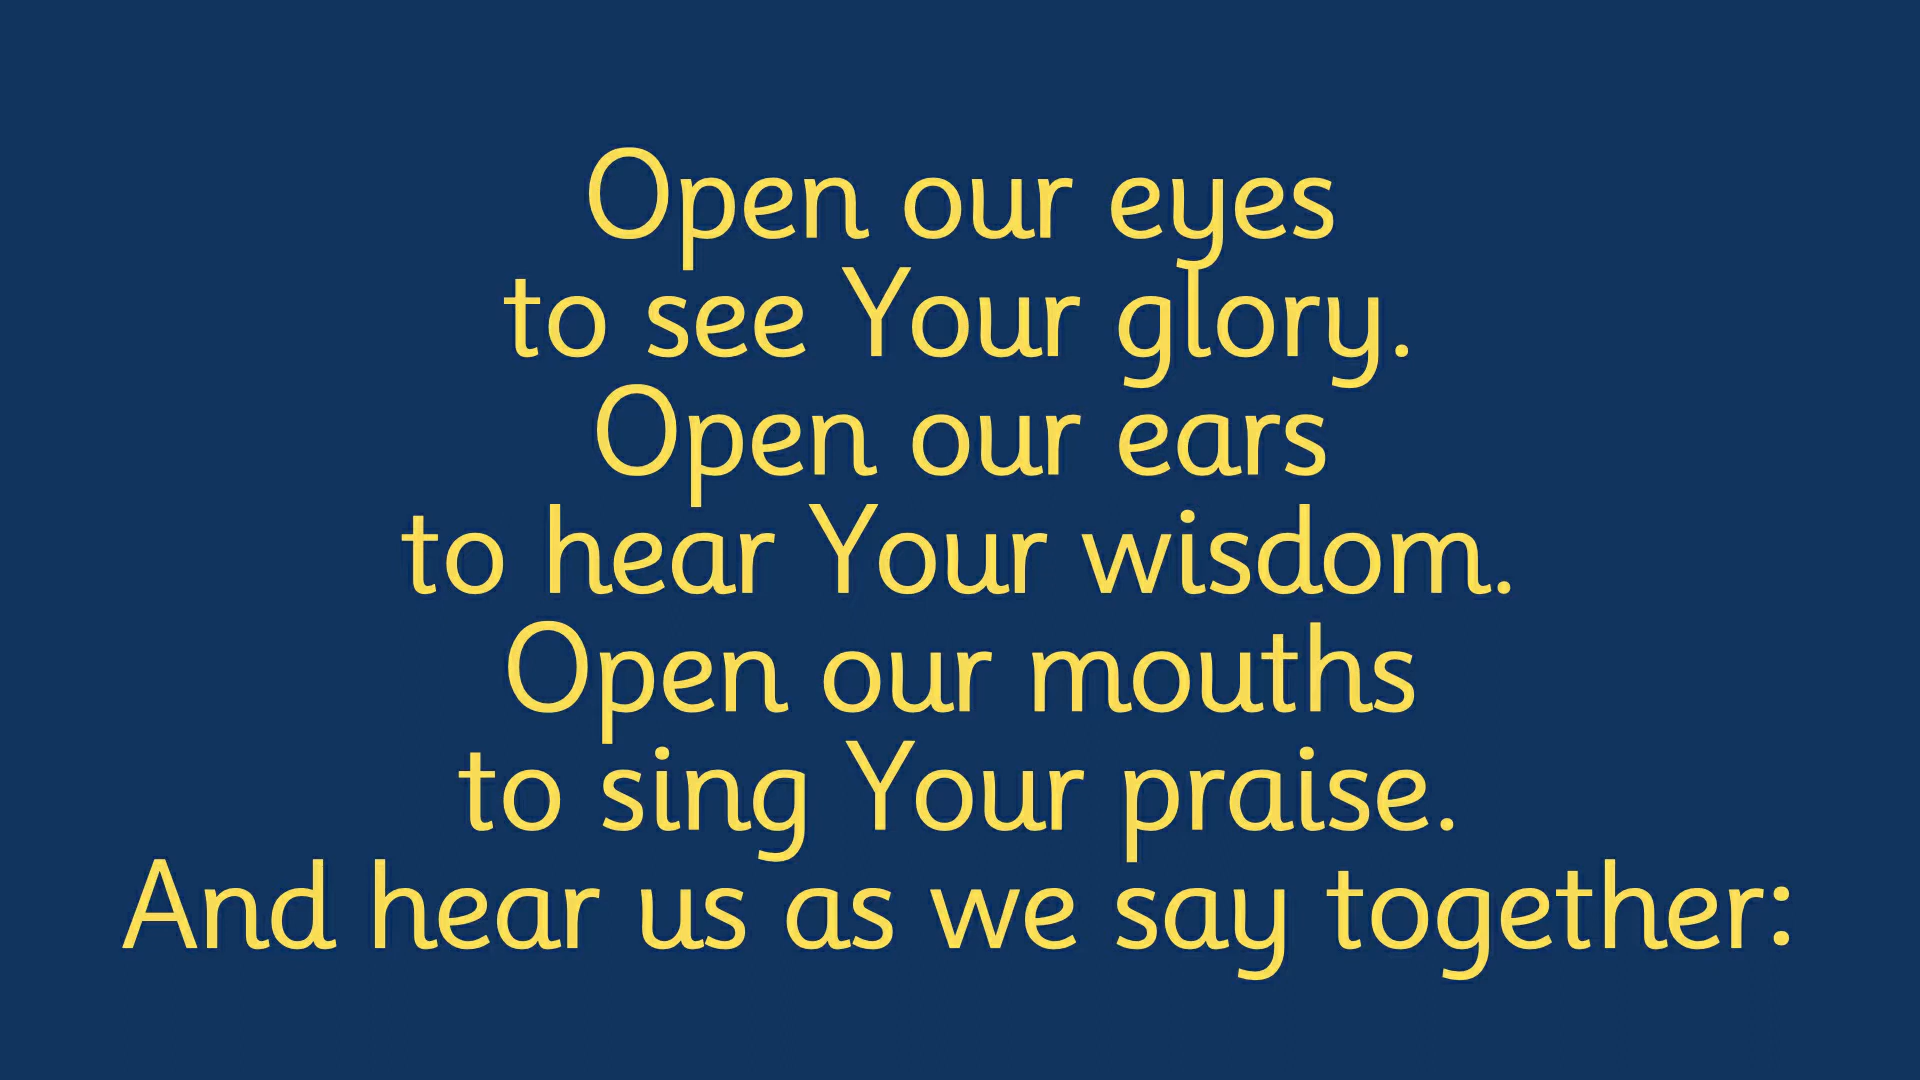 Open our eyes
to see Your glory.
Open our ears
to hear Your wisdom.
Open our mouths
to sing Your praise.
And hear us as we say together: